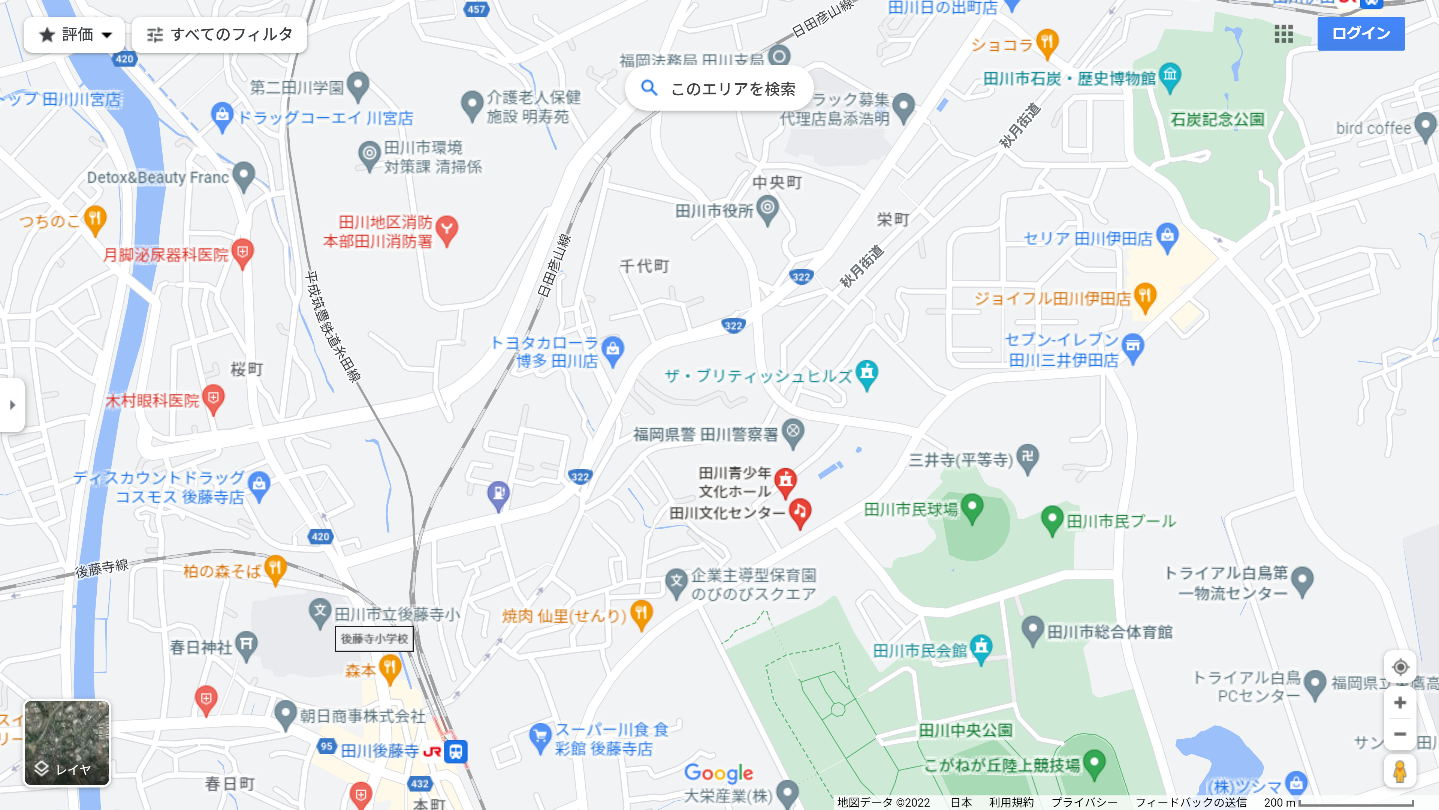 457
日田彦山線
田川日の出町店
評価
すべてのフィルタ
ログイン
420
ショコラ
福岡法務局 田川支局
田川市石炭・歴史博物館
第二田川学園
このエリアを検索
トップ 田川川宮店
ドラッグコーエイ 川宮店
介護老人保健
施設 明寿苑
ラック募集
代理店島添浩明
秋月街道
石炭記念公園
bird coffee
田川市環境
対策課 清掃係
Detox&Beauty Franc
中央町
田川市役所
栄町
つちのこ
田川地区消防
本部田川消防署
月脚泌尿器科医院
セリア 田川伊田店
千代町
日田彦山線
322
秋月街道
ジョイフル田川伊田店
平成筑豊鉄道糸田線
322
トヨタカローラ
博多 田川店
セブン-イレブン
田川三井伊田店
桜町
ザ・ブリティッシュヒルズ
木村眼科医院
福岡県警 田川警察署
三井寺(平等寺)
ディスカウントドラッグ
コスモス 後藤寺店
322
田川青少年
文化ホール
田川文化センター
田川市民球場
田川市民プール
420
後藤寺線
柏の森そば
企業主導型保育園
のびのびスクエア
トライアル白鳥第
一物流センター
田川市立後藤寺小
後藤寺小学校
焼肉 仙里(せんり)
田川市総合体育館
春日神社
田川市民会館
森本
トライアル白鳥
PCセンター
朝日商事株式会社
スーパー川食 食
彩館 後藤寺店
田川中央公園
95
田川後藤寺
JR
レイヤ
こがねが丘陸上競技場
春日町
432
本町
Google
大栄産業(株)
(株)ツシマ
地図データ ©2022
日本
利用規約
プライバシー
フィードバックの送信
200 m